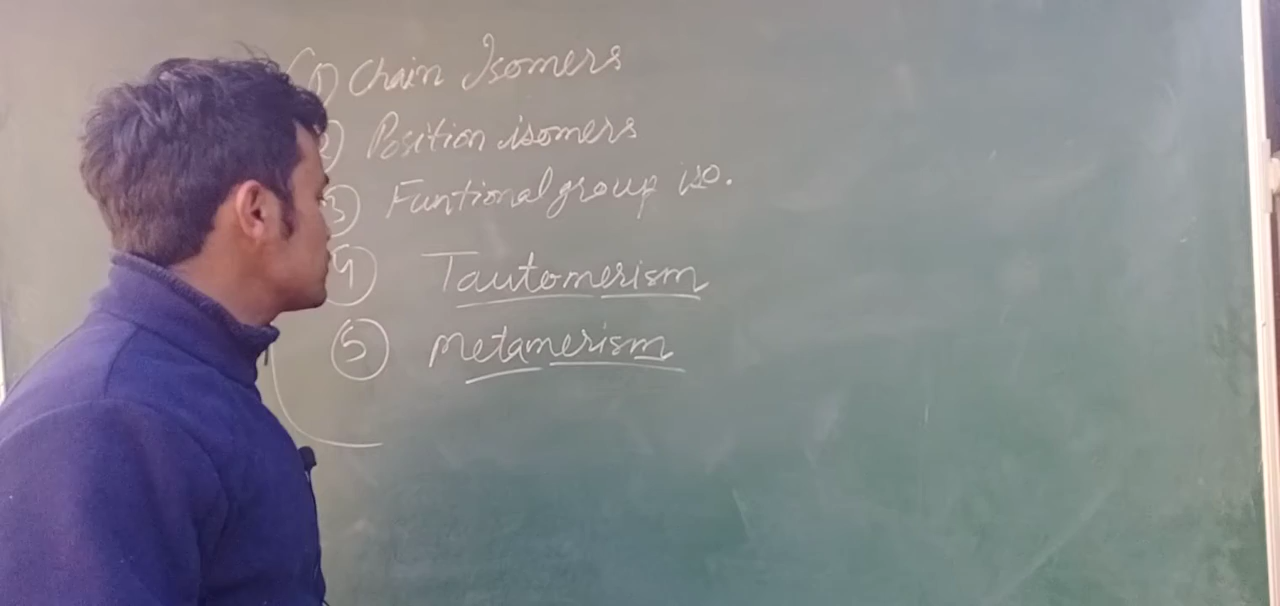 (1) Chain Isomers
2) Position isomers
3) Funtional group iso.
4) Tautomerism
5) Metamerism